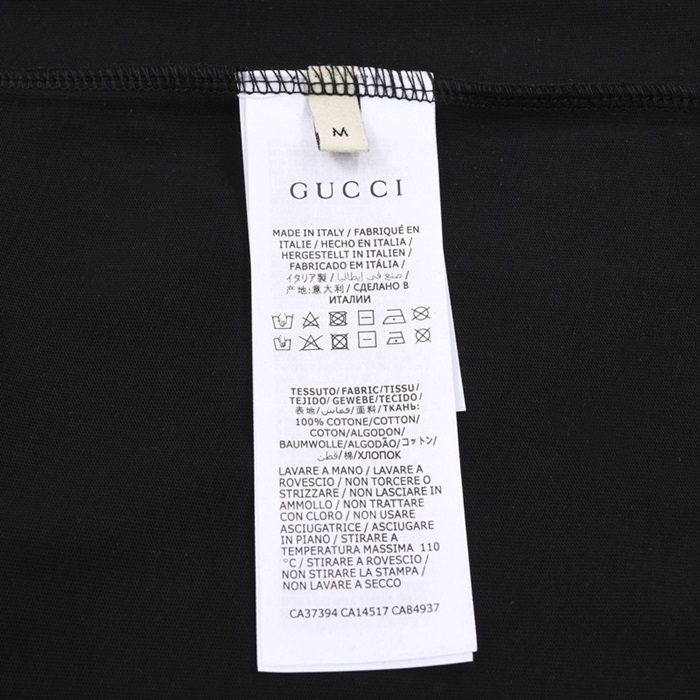 M
GUCCI
MADE IN ITALY / FABRIQUÉ EN
ITALIE / HECHO EN ITALIA /
HERGESTELLT IN ITALIEN /
FABRICADO EM ITÁLIA /
イタリア製 / صنع في إيطاليا /
产地:意大利 / СДЕЛАНО В
ИТАЛИИ
TESSUTO/FABRIC/TISSU/
TEJIDO/GEWEBE/TECIDO/
表地/قماش/面料/ТКАНЬ:
100% COTONE/COTTON/
COTON/ALGODON/
BAUMWOLLE/ALGODÃO/コットン/
قطن/棉/ХЛОПОК
LAVARE A MANO / LAVARE A
ROVESCIO / NON TORCERE O
STRIZZARE / NON LASCIARE IN
AMMOLLO / NON TRATTARE
CON CLORO / NON USARE
ASCIUGATRICE / ASCIUGARE
IN PIANO / STIRARE A
TEMPERATURA MASSIMA 110
°C / STIRARE A ROVESCIO /
NON STIRARE LA STAMPA /
NON LAVARE A SECCO
CA37394 CA14517 CA84937